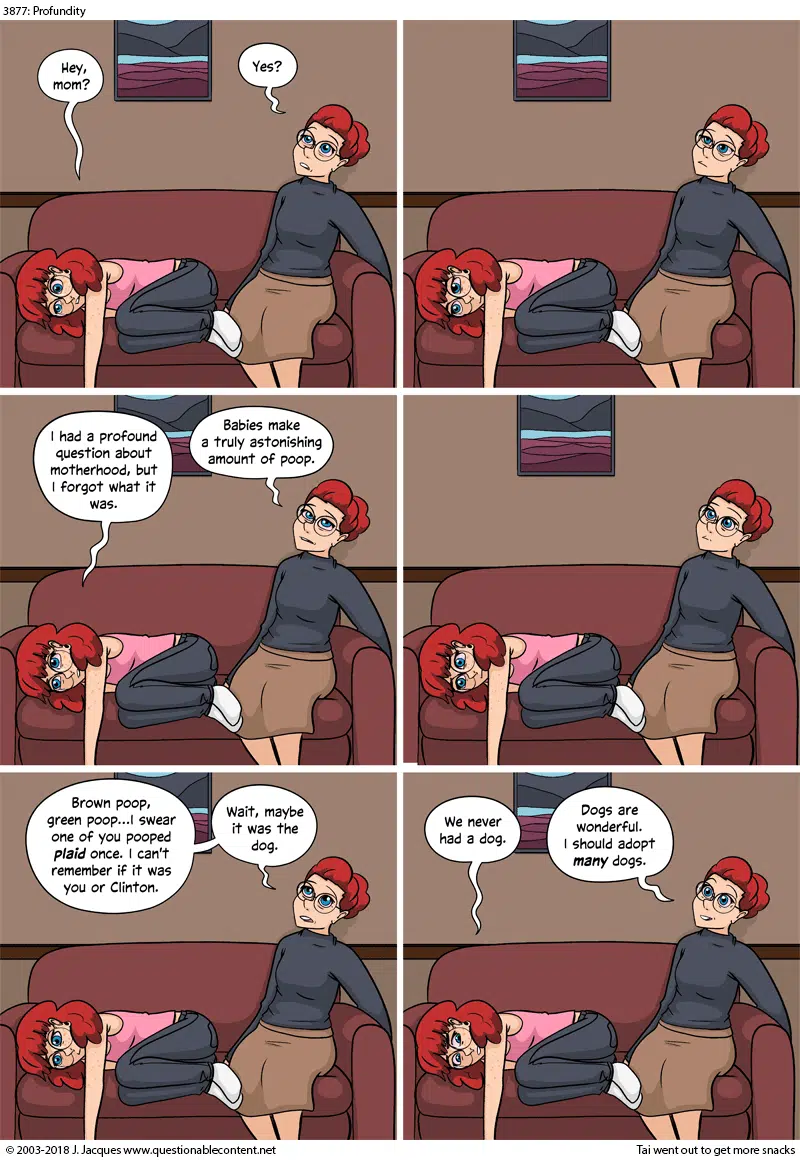 3877: Profundity
Hey,
mom?
Yes?
I had a profound
question about
motherhood, but
I forgot what it
was.
Babies make
a truly astonishing
amount of poop.
Brown poop,
green poop...I swear
one of you pooped
plaid once. I can't
remember if it was
you or Clinton.
Wait, maybe
it was the
dog.
We never
had a dog.
Dogs are
wonderful.
I should adopt
many dogs.
© 2003-2018 J. Jacques www.questionablecontent.net
Tai went out to get more snacks